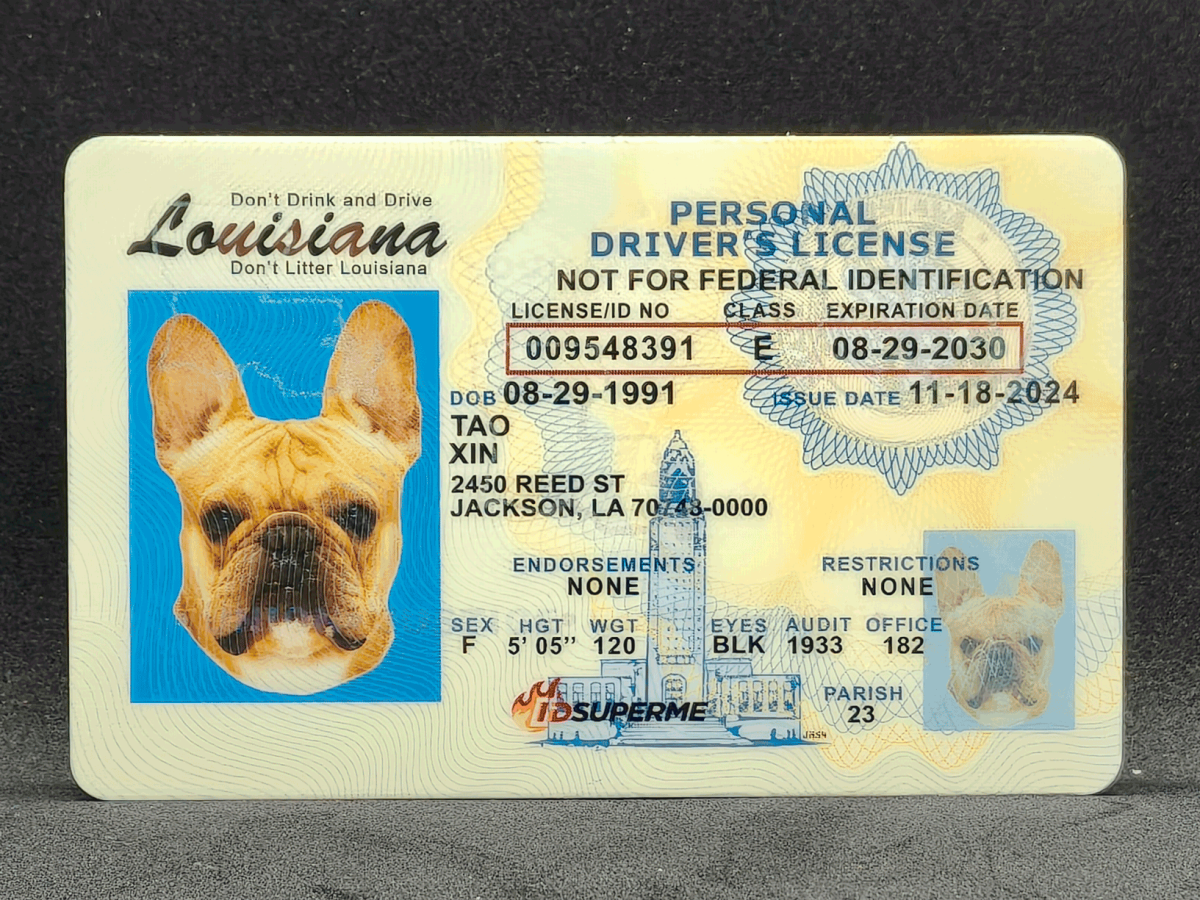 Don't Drink and Drive
Louisiana
Don't Litter Louisiana
PERSONAL
DRIVER'S LICENSE
NOT FOR FEDERAL IDENTIFICATION
LICENSE/ID NO CLASS EXPIRATION DATE
009548391 E 08-29-2030
DOB 08-29-1991 ISSUE DATE 11-18-2024
TAO
XIN
2450 REED ST
JACKSON, LA 70748-0000
ENDORSEMENTS RESTRICTIONS
NONE NONE
SEX HGT WGT EYES AUDIT OFFICE
F 5' 05" 120 BLK 1933 182
PARISH
23
IDSUPERME